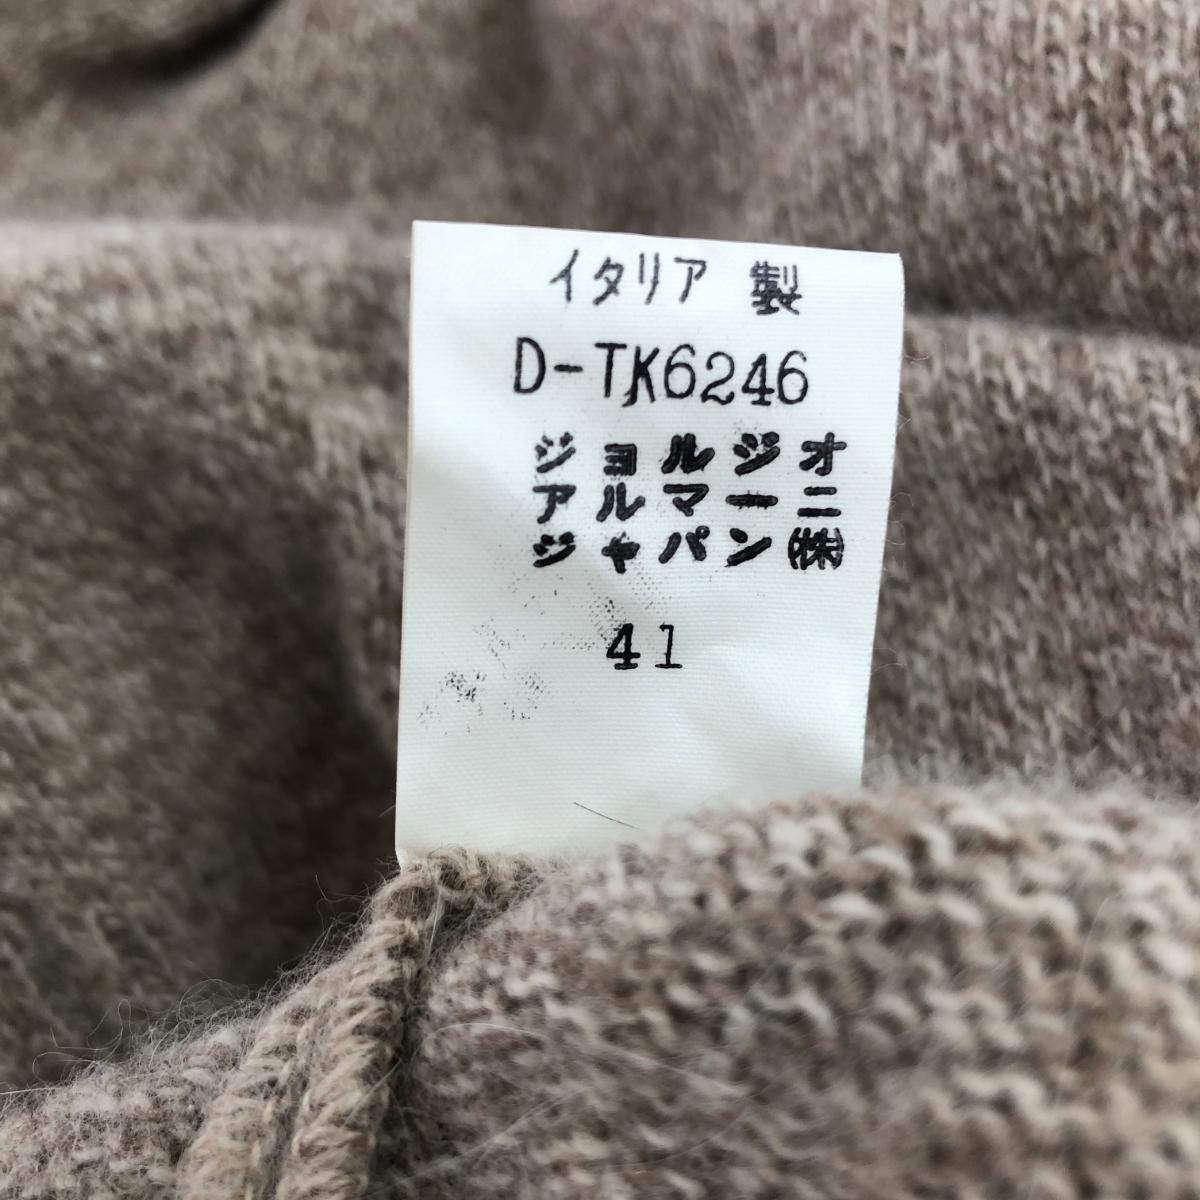 イタリア 製
D-TK6246
ジョルジオ
アルマーニ
ジャパン㈱
41